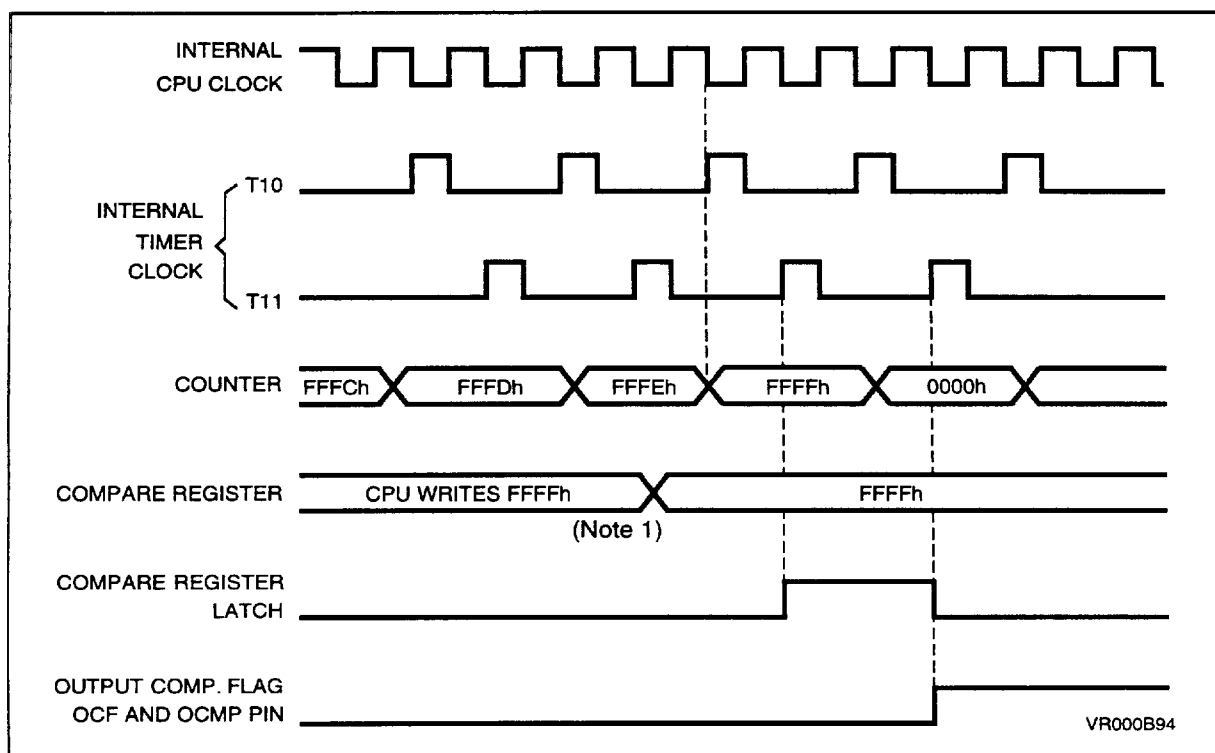 INTERNAL
CPU CLOCK
T10
INTERNAL
TIMER
CLOCK
T11
COUNTER
FFFCh
FFFDh
FFFEh
FFFFh
0000h
COMPARE REGISTER
CPU WRITES FFFFh
FFFFh
(Note 1)
COMPARE REGISTER
LATCH
OUTPUT COMP. FLAG
OCF AND OCMP PIN
VR000B94